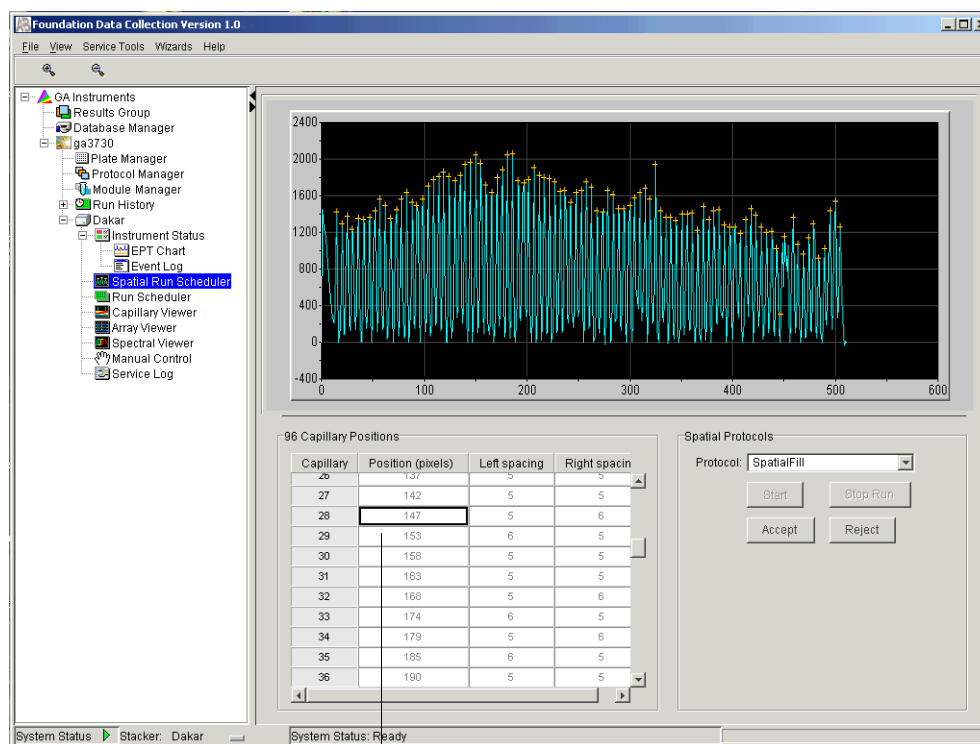 Foundation Data Collection Version 1.0
File View Service Tools Wizards Help
GA Instruments
Results Group
Database Manager
ga3730
Plate Manager
Protocol Manager
Module Manager
Run History
Dakar
Instrument Status
EPT Chart
Event Log
Spatial Run Scheduler
Run Scheduler
Capillary Viewer
Array Viewer
Spectral Viewer
Manual Control
Service Log
2400
2000
1600
1200
800
400
0
-400
0 100 200 300 400 500 600
96 Capillary Positions
Capillary Position (pixels) Left spacing Right spacin
26 137 5 5
27 142 5 5
28 147 5 6
29 153 6 5
30 158 5 5
31 163 5 5
32 168 5 6
33 174 6 5
34 179 5 6
35 185 6 5
36 190 5 5
Spatial Protocols
Protocol: SpatialFill
Start Stop Run
Accept Reject
System Status Stacker: Dakar System Status: Ready